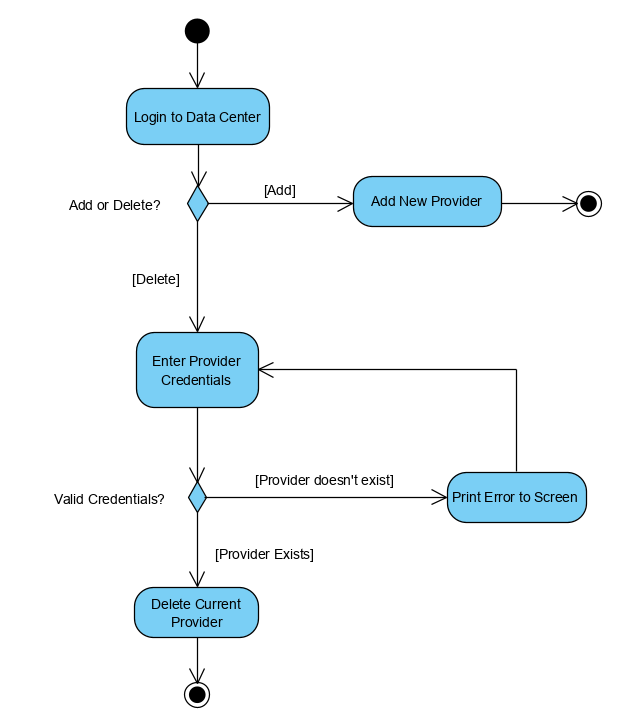 Login to Data Center
Add or Delete?
[Add]
Add New Provider
[Delete]
Enter Provider
Credentials
Valid Credentials?
[Provider doesn't exist]
Print Error to Screen
[Provider Exists]
Delete Current
Provider